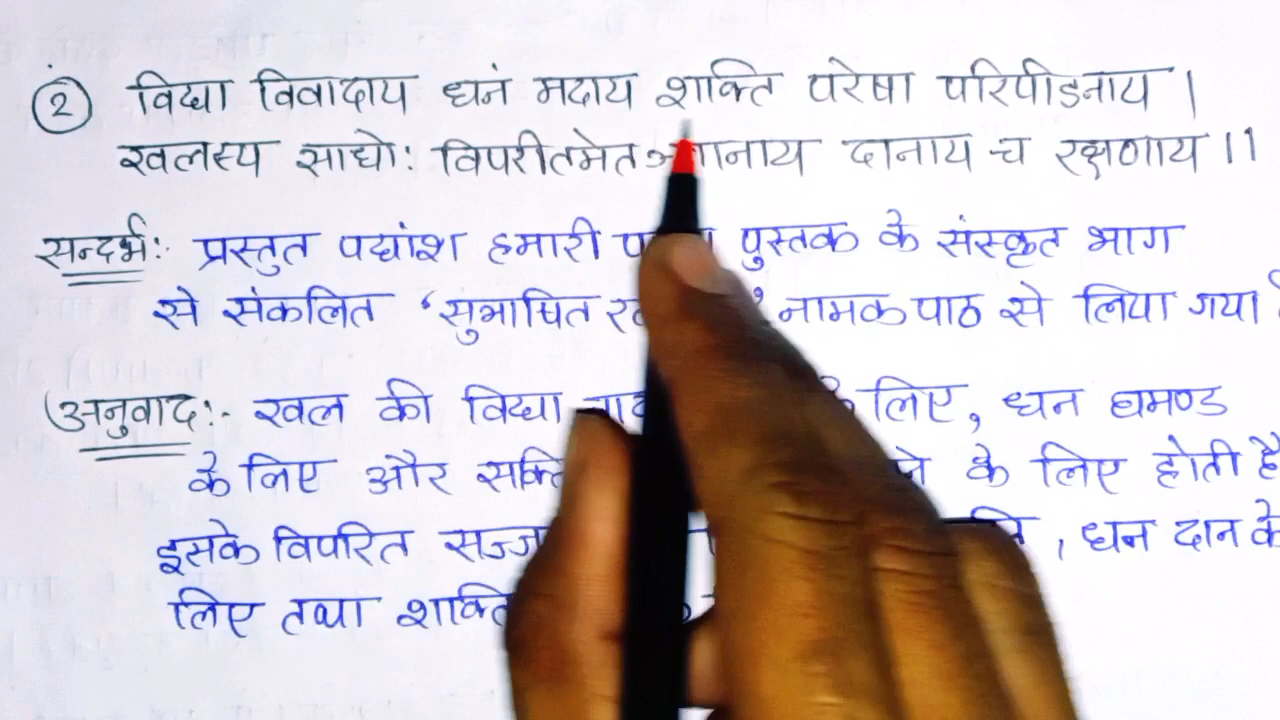 ② विद्या विवादाय धनं मदाय शक्ति परेषा परिपीडनाय ।
खलस्य साधोः विपरीतमेत दानाय च रक्षणाय ।।
सन्दर्भः- प्रस्तुत पद्यांश हमारी पुस्तक के संस्कृत भाग
से संकलित 'सुभाषित नामक पाठ से लिया गया
अनुवादः- खल की विद्या लिए, धन घमण्ड
के लिए और सक्ति के लिए होती है
इसके विपरित , धन दान के
लिए तथा शक्ति